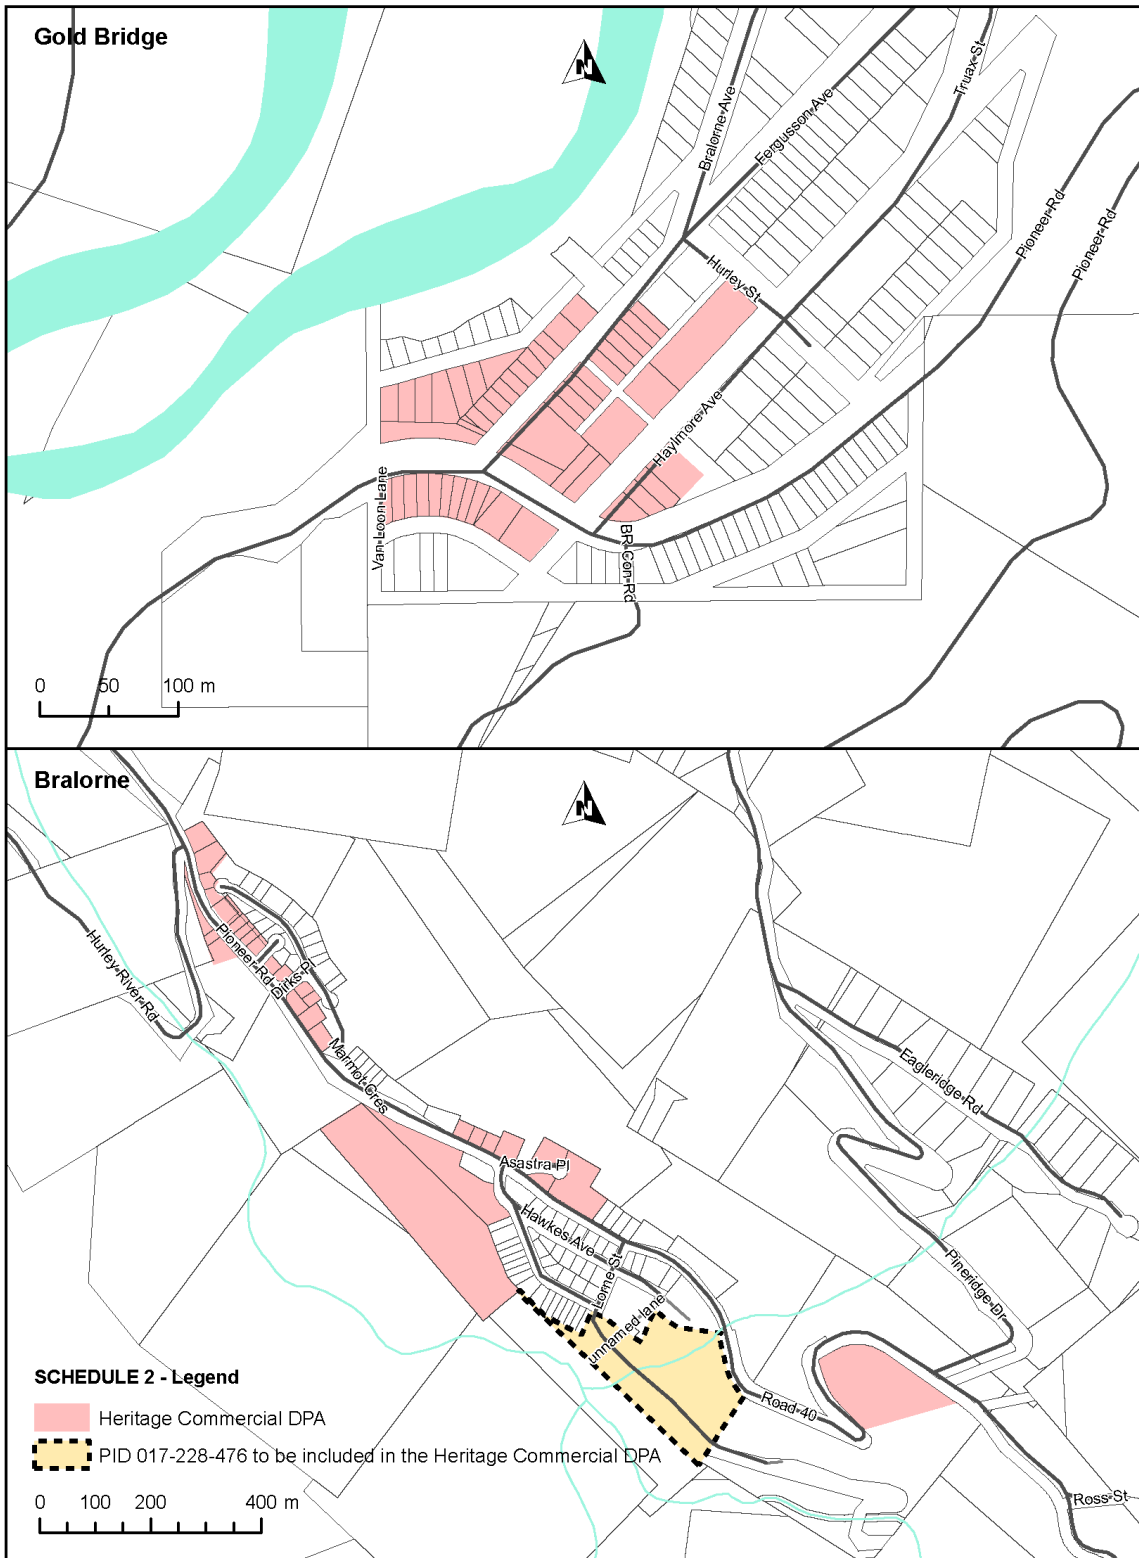 Gold Bridge
N
Truax-St
Bralorne-Ave
Fergusson-Ave
Pioneer-Rd
Pioneer-Rd
Hurley-St
Haylmore-Ave
Van-Loon-Lane
BR-Con-Rd
0 50 100 m
Bralorne
N
Hurley-River-Rd
Pioneer-Rd
Dirks-Pl
Marmot-Cres
Eagleridge-Rd
Asastra-Pl
Hawkes-Ave
Lorne-St
unnamed-lane
Pineridge-Dr
Road-40
Ross-St
SCHEDULE 2 - Legend
Heritage Commercial DPA
PID 017-228-476 to be included in the Heritage Commercial DPA
0 100 200 400 m